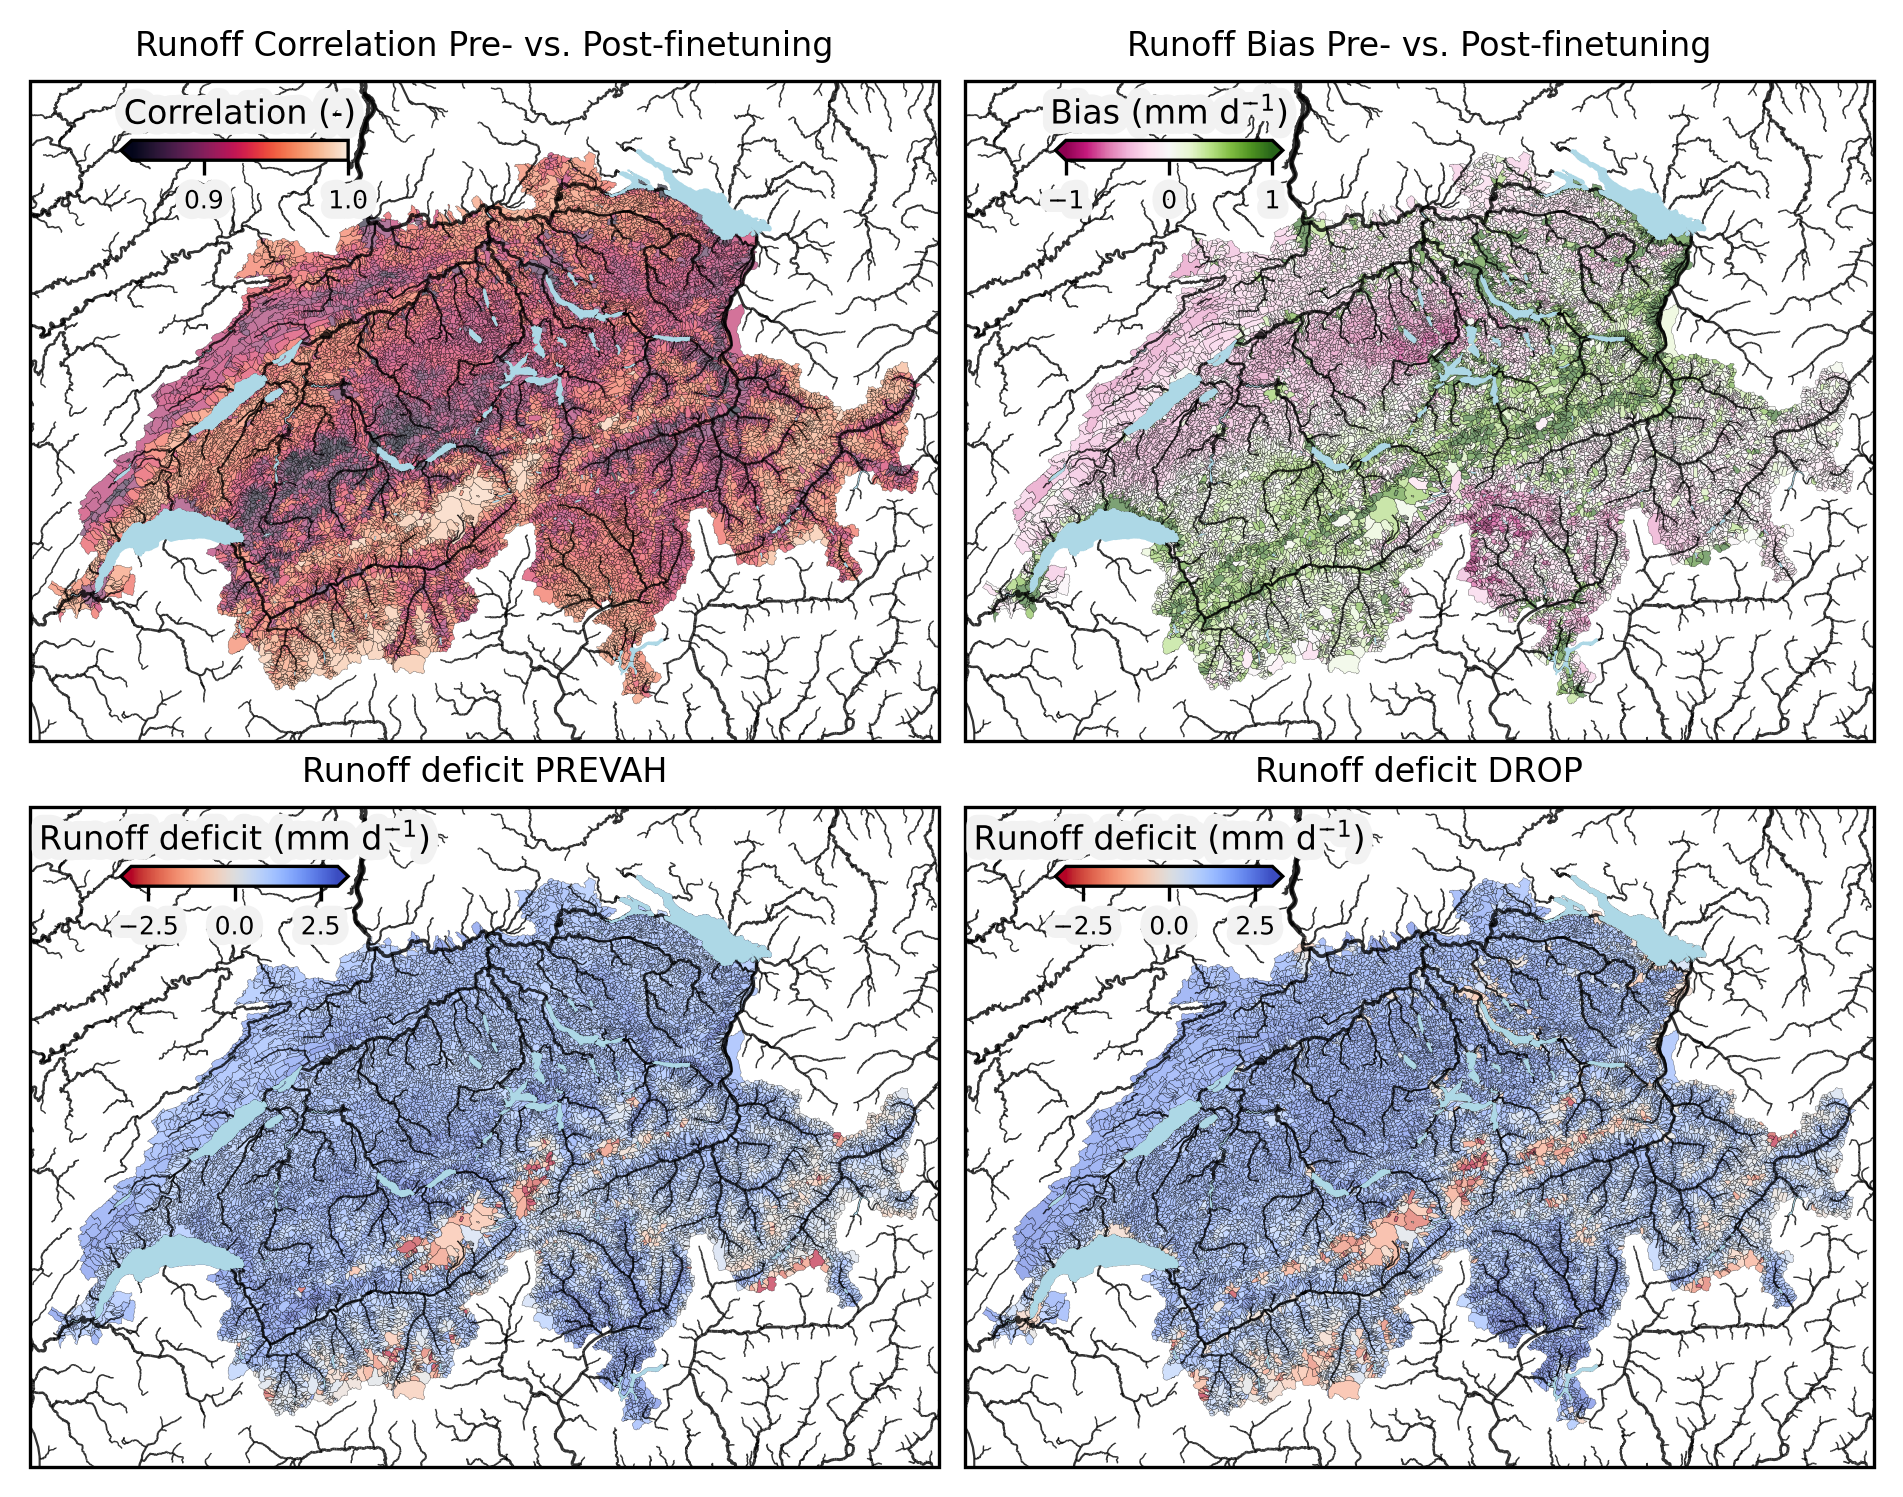 Runoff Correlation Pre- vs. Post-finetuning
Correlation (-)
0.9 1.0
Runoff Bias Pre- vs. Post-finetuning
Bias (mm d⁻¹)
−1 0 1
Runoff deficit PREVAH
Runoff deficit (mm d⁻¹)
−2.5 0.0 2.5
Runoff deficit DROP
Runoff deficit (mm d⁻¹)
−2.5 0.0 2.5